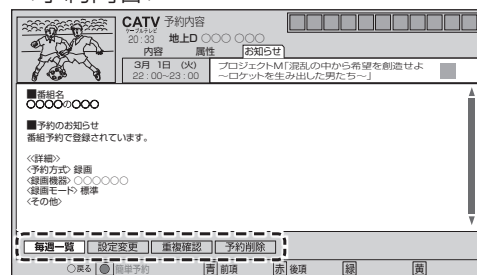 CATV 予約内容
ケーブルテレビ
20:33 地上D ○○○ ○○○
内容 属性 お知らせ
3月 1日 (火) プロジェクトM「混乱の中から希望を創造せよ
22:00~23:00 ~ロケットを生み出した男たち~」
■番組名
○○○○の○○○
■予約のお知らせ
番組予約で登録されています。
〈詳細〉
〈予約方式〉録画
〈録画機器〉○○○○○○
〈録画モード〉標準
〈その他〉
毎週一覧 設定変更 重複確認 予約削除
○戻る 簡単予約 青 前項 赤 後項 緑 黄